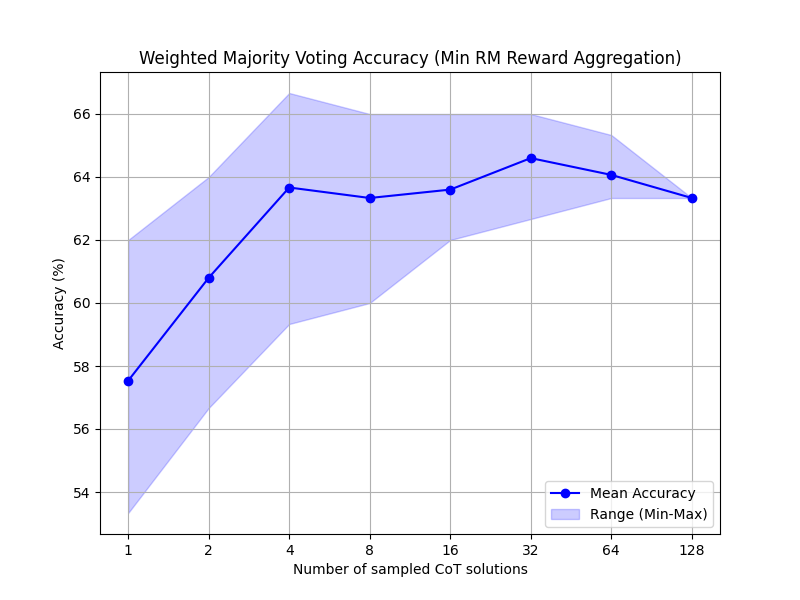 Weighted Majority Voting Accuracy (Min RM Reward Aggregation)
Accuracy (%)
66
64
62
60
58
56
54
1 2 4 8 16 32 64 128
Number of sampled CoT solutions
Mean Accuracy
Range (Min-Max)